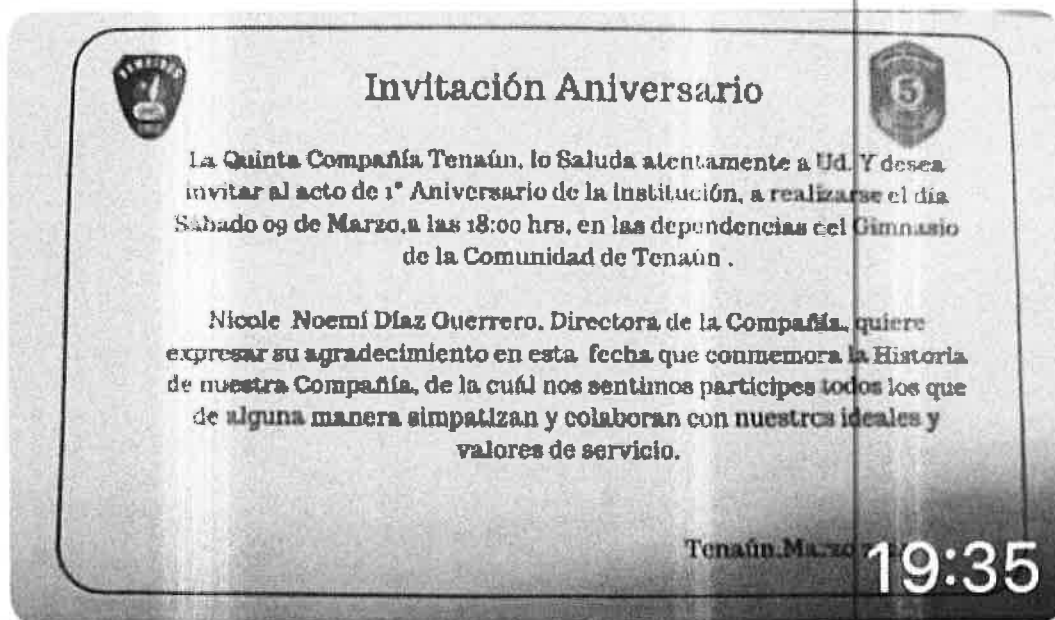 BOMBEROS
5
Invitación Aniversario
La Quinta Compañía Tenaún, lo Saluda atentamente a Ud. Y desea
invitar al acto de 1° Aniversario de la institución, a realizarse el día
Sábado 09 de Marzo,a las 18:00 hrs, en las dependencias del Gimnasio
de la Comunidad de Tenaún .
Nicole Noemí Díaz Guerrero. Directora de la Compañía, quiere
expresar su agradecimiento en esta fecha que conmemora la Historia
de nuestra Compañía, de la cuál nos sentimos participes todos los que
de alguna manera simpatizan y colaboran con nuestros ideales y
valores de servicio.
Tenaún.Marzo
19:35